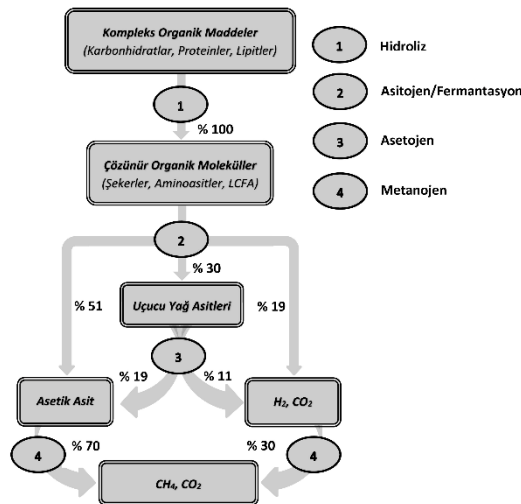 Kompleks Organik Maddeler
(Karbonhidratlar, Proteinler, Lipitler)
1
Hidroliz
2
Asitojen/Fermantasyon
3
Asetojen
4
Metanojen
1
% 100
Çözünür Organik Moleküller
(Şekerler, Aminoasitler, LCFA)
2
% 30
% 51
Uçucu Yağ Asitleri
% 19
3
% 19
% 11
Asetik Asit
H₂, CO₂
4
% 70
% 30
4
CH₄, CO₂